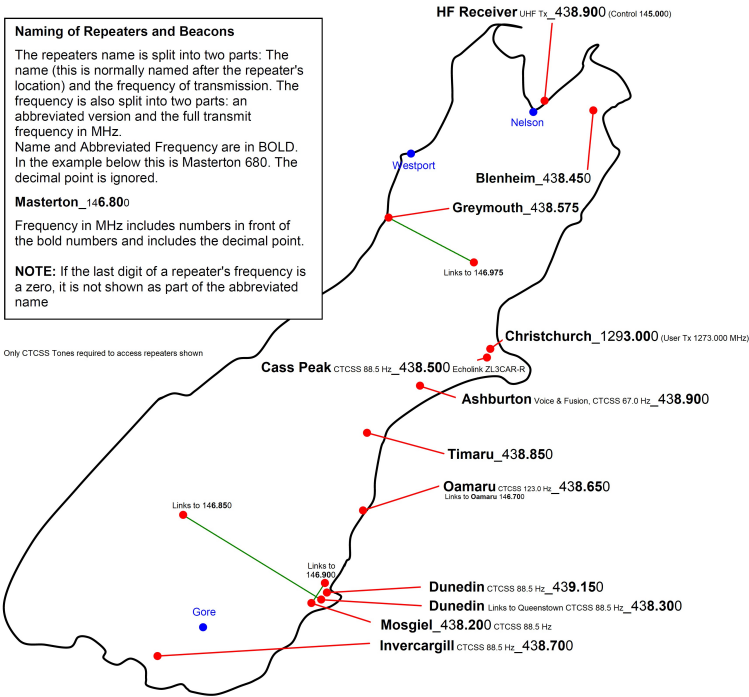 HF Receiver UHF Tx_438.900 (Control 145.000)
Naming of Repeaters and Beacons
The repeaters name is split into two parts: The
name (this is normally named after the repeater's
location) and the frequency of transmission. The
frequency is also split into two parts: an
abbreviated version and the full transmit
frequency in MHz.
Name and Abbreviated Frequency are in BOLD.
In the example below this is Masterton 680. The
decimal point is ignored.
Masterton_146.800
Frequency in MHz includes numbers in front of
the bold numbers and includes the decimal point.
NOTE: If the last digit of a repeater's frequency is
a zero, it is not shown as part of the abbreviated
name
Nelson
Westport
Blenheim_438.450
Greymouth_438.575
Links to 146.975
Christchurch_1293.000 (User Tx 1273.000 MHz)
Only CTCSS Tones required to access repeaters shown
Cass Peak CTCSS 88.5 Hz_438.500 Echolink ZL3CAR-R
Ashburton Voice & Fusion, CTCSS 67.0 Hz_438.900
Timaru_438.850
Oamaru CTCSS 123.0 Hz_438.650
Links to Oamaru 146.700
Links to 146.850
Links to
146.900
Dunedin CTCSS 88.5 Hz_439.150
Dunedin Links to Queenstown CTCSS 88.5 Hz_438.300
Gore
Mosgiel_438.200 CTCSS 88.5 Hz
Invercargill CTCSS 88.5 Hz_438.700